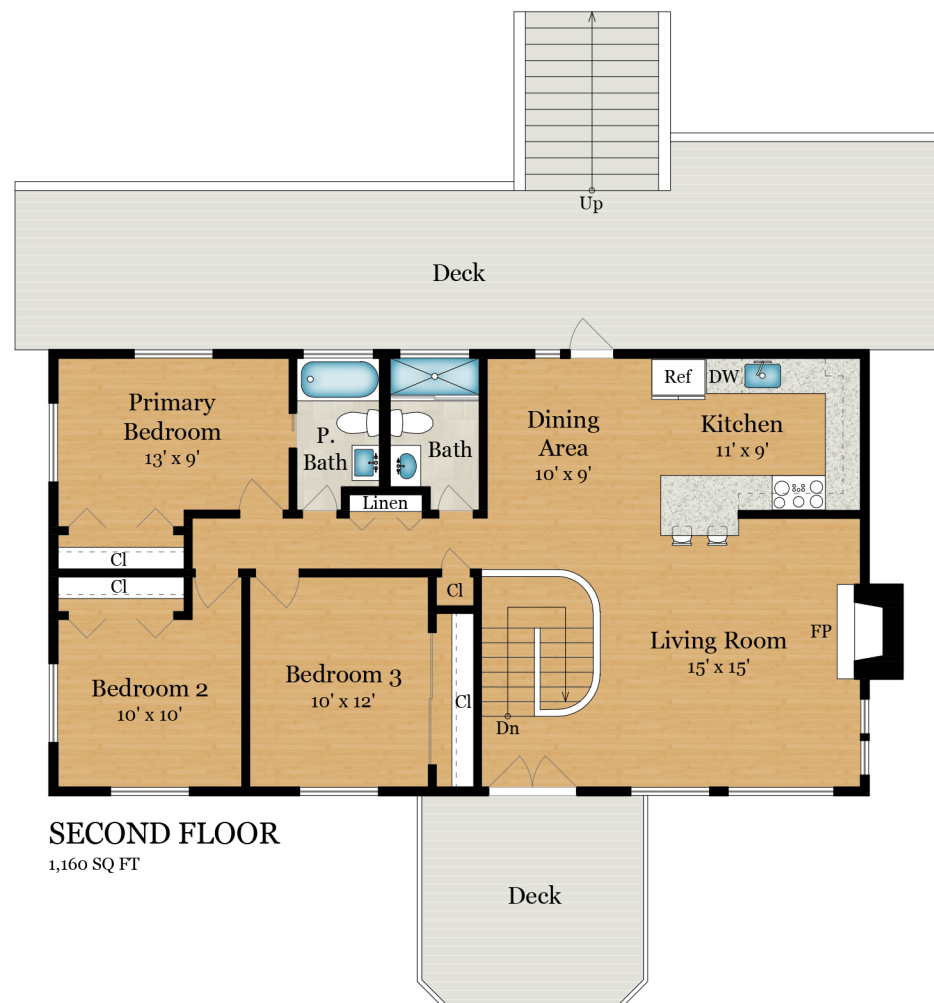 Up
Deck
Primary
Bedroom
13' x 9'
P.
Bath
Bath
Linen
Dining
Area
10' x 9'
Ref
DW
Kitchen
11' x 9'
Cl
Cl
Cl
Bedroom 2
10' x 10'
Bedroom 3
10' x 12'
Cl
Dn
Living Room
15' x 15'
FP
SECOND FLOOR
1,160 SQ FT
Deck